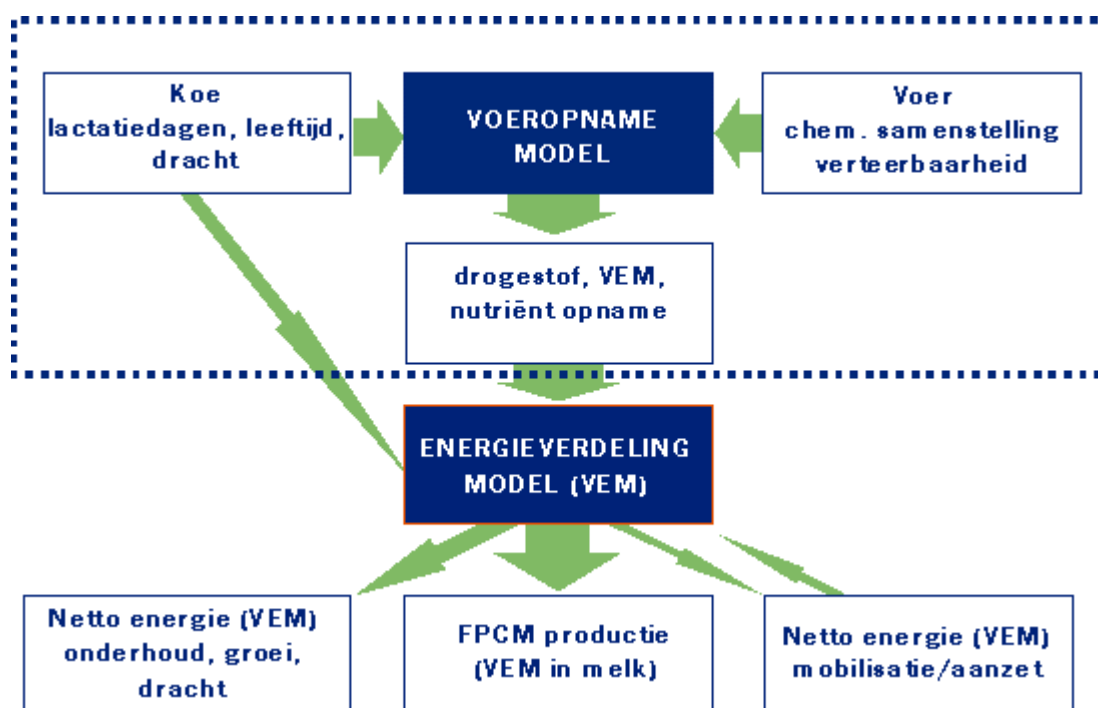 Koe
lactatiedagen, leeftijd,
dracht
VOEROPNAME
MODEL
Voer
chem. samenstelling
verteerbaarheid
drogestof, VEM,
nutriënt opname
ENERGIEVERDELING
MODEL (VEM)
Netto energie (VEM)
onderhoud, groei,
dracht
FPCM productie
(VEM in melk)
Netto energie (VEM)
mobilisatie/aanzet